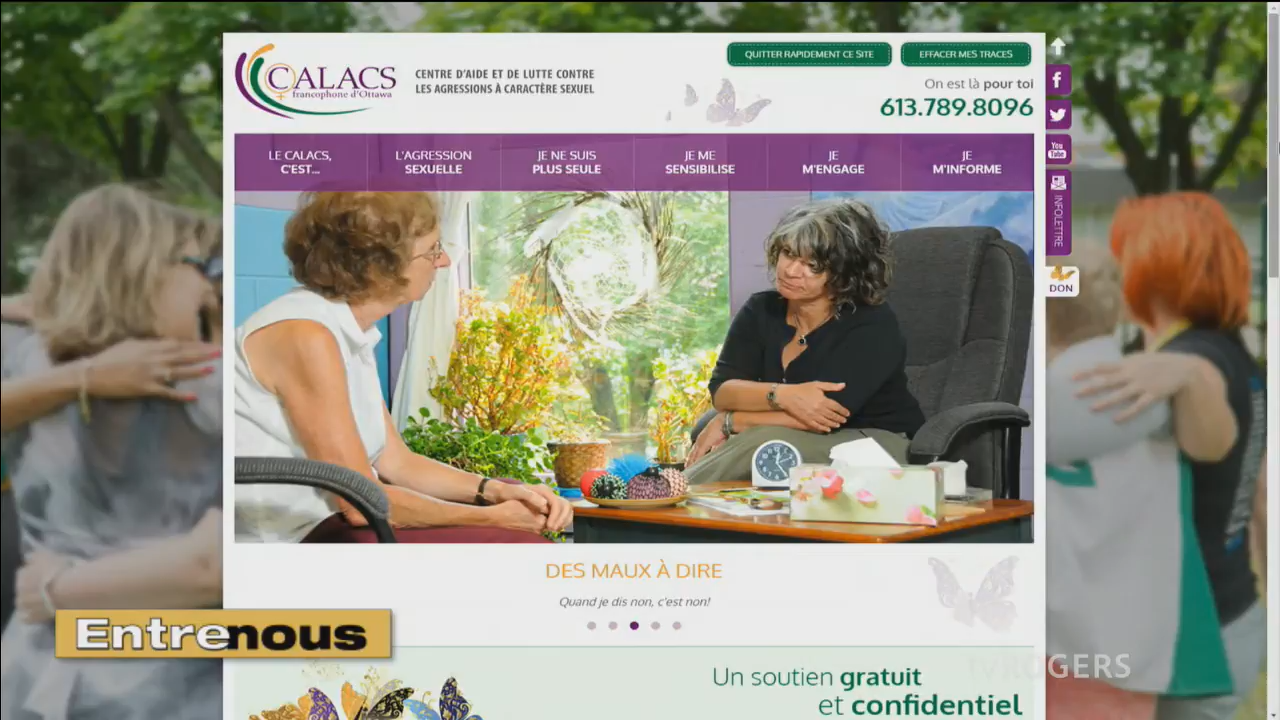 QUITTER RAPIDEMENT CE SITE
EFFACER MES TRACES
CALACS
francophone d'Ottawa
CENTRE D'AIDE ET DE LUTTE CONTRE
LES AGRESSIONS À CARACTÈRE SEXUEL
On est là pour toi
613.789.8096
LE CALACS,
C'EST...
L'AGRESSION
SEXUELLE
JE NE SUIS
PLUS SEULE
JE ME
SENSIBILISE
JE
M'ENGAGE
JE
M'INFORME
You
Tube
INFOLETTRE
DON
DES MAUX À DIRE
Quand je dis non, c'est non!
Entrenous
Un soutien gratuit
et confidentiel
tv ROGERS